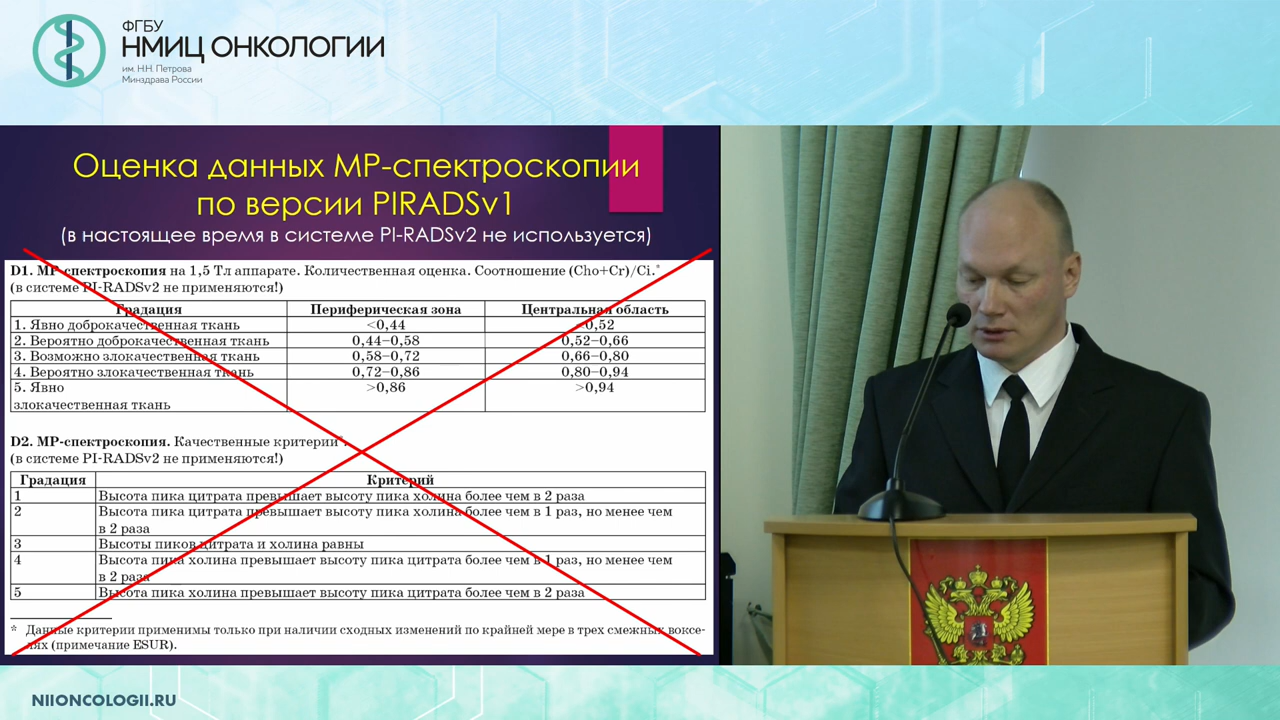 ФГБУ
НМИЦ ОНКОЛОГИИ
им. Н.Н. Петрова
Минздрава России
Оценка данных МР-спектроскопии
по версии PIRADSv1
(в настоящее время в системе PI-RADSv2 не используется)
D1. МР-спектроскопия на 1,5 Тл аппарате. Количественная оценка. Соотношение (Cho+Cr)/Ci.*
(в системе PI-RADSv2 не применяются!)
Градация Периферическая зона Центральная область
1. Явно доброкачественная ткань <0,44 <0,52
2. Вероятно доброкачественная ткань 0,44–0,58 0,52–0,66
3. Возможно злокачественная ткань 0,58–0,72 0,66–0,80
4. Вероятно злокачественная ткань 0,72–0,86 0,80–0,94
5. Явно >0,86 >0,94
злокачественная ткань
D2. МР-спектроскопия. Качественные критерии*.
(в системе PI-RADSv2 не применяются!)
Градация Критерий
1 Высота пика цитрата превышает высоту пика холина более чем в 2 раза
2 Высота пика цитрата превышает высоту пика холина более чем в 1 раз, но менее чем
в 2 раза
3 Высоты пиков цитрата и холина равны
4 Высота пика холина превышает высоту пика цитрата более чем в 1 раз, но менее чем
в 2 раза
5 Высота пика холина превышает высоту пика цитрата более чем в 2 раза
* Данные критерии применимы только при наличии сходных изменений по крайней мере в трех смежных воксе-
лях (примечание ESUR).
NIIONCOLOGII.RU